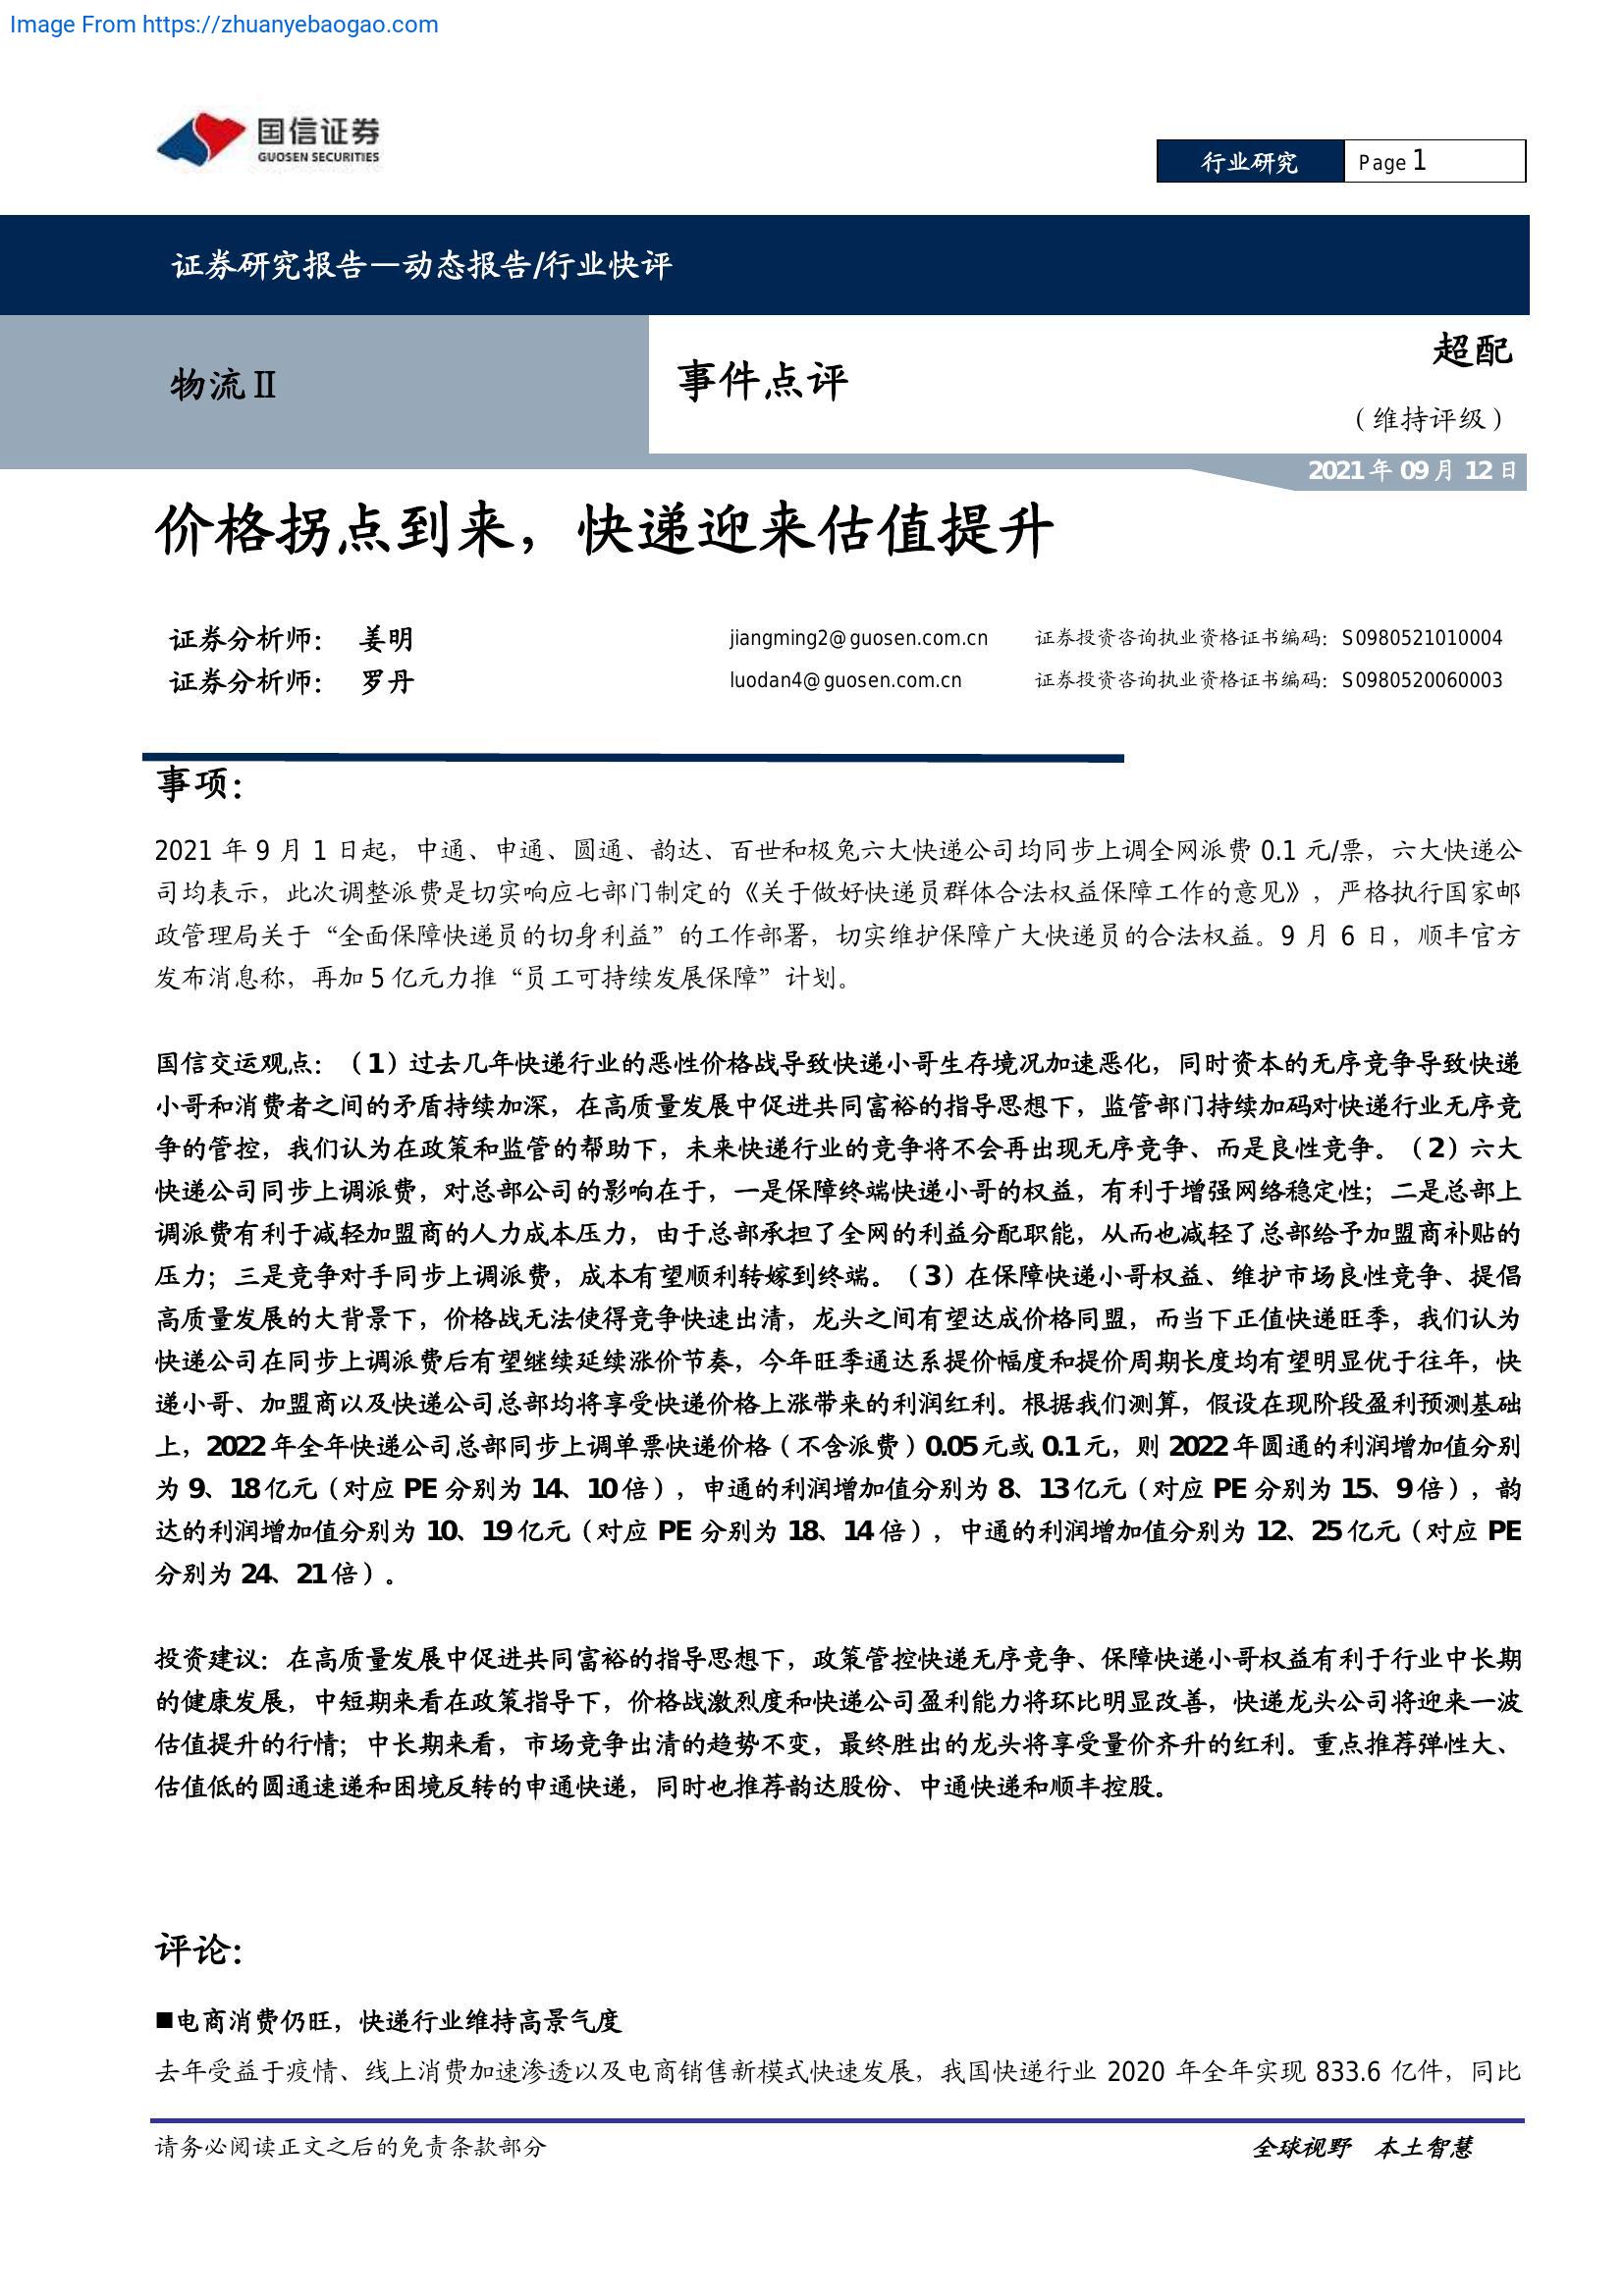 Image From https://zhuanyebaogao.com
国信证券
GUOSEN SECURITIES
行业研究
Page 1
证券研究报告—动态报告/行业快评
物流Ⅱ
事件点评
超配
（维持评级）
2021年 09月 12日
价格拐点到来，快递迎来估值提升
证券分析师： 姜明 jiangming2@guosen.com.cn 证券投资咨询执业资格证书编码：S0980521010004
证券分析师： 罗丹 luodan4@guosen.com.cn 证券投资咨询执业资格证书编码：S0980520060003
事项：
2021 年 9 月 1 日起，中通、申通、圆通、韵达、百世和极兔六大快递公司均同步上调全网派费 0.1 元/票，六大快递公
司均表示，此次调整派费是切实响应七部门制定的《关于做好快递员群体合法权益保障工作的意见》，严格执行国家邮
政管理局关于“全面保障快递员的切身利益”的工作部署，切实维护保障广大快递员的合法权益。9 月 6 日，顺丰官方
发布消息称，再加 5 亿元力推“员工可持续发展保障”计划。
国信交运观点：（1）过去几年快递行业的恶性价格战导致快递小哥生存境况加速恶化，同时资本的无序竞争导致快递
小哥和消费者之间的矛盾持续加深，在高质量发展中促进共同富裕的指导思想下，监管部门持续加码对快递行业无序竞
争的管控，我们认为在政策和监管的帮助下，未来快递行业的竞争将不会再出现无序竞争、而是良性竞争。（2）六大
快递公司同步上调派费，对总部公司的影响在于，一是保障终端快递小哥的权益，有利于增强网络稳定性；二是总部上
调派费有利于减轻加盟商的人力成本压力，由于总部承担了全网的利益分配职能，从而也减轻了总部给予加盟商补贴的
压力；三是竞争对手同步上调派费，成本有望顺利转嫁到终端。（3）在保障快递小哥权益、维护市场良性竞争、提倡
高质量发展的大背景下，价格战无法使得竞争快速出清，龙头之间有望达成价格同盟，而当下正值快递旺季，我们认为
快递公司在同步上调派费后有望继续延续涨价节奏，今年旺季通达系提价幅度和提价周期长度均有望明显优于往年，快
递小哥、加盟商以及快递公司总部均将享受快递价格上涨带来的利润红利。根据我们测算，假设在现阶段盈利预测基础
上，2022年全年快递公司总部同步上调单票快递价格（不含派费）0.05元或 0.1元，则 2022年圆通的利润增加值分别
为 9、18亿元（对应 PE 分别为 14、10倍），申通的利润增加值分别为 8、13亿元（对应 PE 分别为 15、9倍），韵
达的利润增加值分别为 10、19亿元（对应 PE 分别为 18、14倍），中通的利润增加值分别为 12、25亿元（对应 PE
分别为 24、21倍）。
投资建议：在高质量发展中促进共同富裕的指导思想下，政策管控快递无序竞争、保障快递小哥权益有利于行业中长期
的健康发展，中短期来看在政策指导下，价格战激烈度和快递公司盈利能力将环比明显改善，快递龙头公司将迎来一波
估值提升的行情；中长期来看，市场竞争出清的趋势不变，最终胜出的龙头将享受量价齐升的红利。重点推荐弹性大、
估值低的圆通速递和困境反转的申通快递，同时也推荐韵达股份、中通快递和顺丰控股。
评论：
■电商消费仍旺，快递行业维持高景气度
去年受益于疫情、线上消费加速渗透以及电商销售新模式快速发展，我国快递行业 2020 年全年实现 833.6 亿件，同比
请务必阅读正文之后的免责条款部分
全球视野 本土智慧